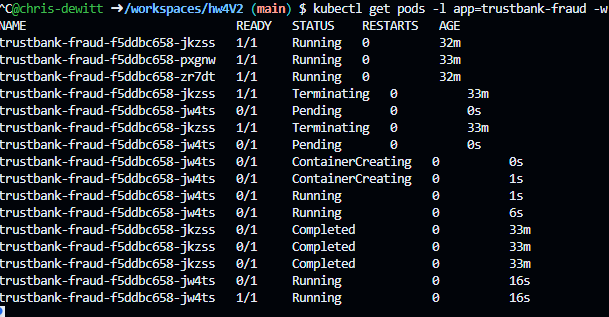 ^C@chris-dewitt ➜/workspaces/hw4V2 (main) $ kubectl get pods -l app=trustbank-fraud -w
NAME READY STATUS RESTARTS AGE
trustbank-fraud-f5ddbc658-jkzss 1/1 Running 0 32m
trustbank-fraud-f5ddbc658-pxgnw 1/1 Running 0 33m
trustbank-fraud-f5ddbc658-zr7dt 1/1 Running 0 32m
trustbank-fraud-f5ddbc658-jkzss 1/1 Terminating 0 33m
trustbank-fraud-f5ddbc658-jw4ts 0/1 Pending 0 0s
trustbank-fraud-f5ddbc658-jkzss 1/1 Terminating 0 33m
trustbank-fraud-f5ddbc658-jw4ts 0/1 Pending 0 0s
trustbank-fraud-f5ddbc658-jw4ts 0/1 ContainerCreating 0 0s
trustbank-fraud-f5ddbc658-jw4ts 0/1 ContainerCreating 0 1s
trustbank-fraud-f5ddbc658-jw4ts 0/1 Running 0 1s
trustbank-fraud-f5ddbc658-jw4ts 0/1 Running 0 6s
trustbank-fraud-f5ddbc658-jkzss 0/1 Completed 0 33m
trustbank-fraud-f5ddbc658-jkzss 0/1 Completed 0 33m
trustbank-fraud-f5ddbc658-jkzss 0/1 Completed 0 33m
trustbank-fraud-f5ddbc658-jw4ts 0/1 Running 0 16s
trustbank-fraud-f5ddbc658-jw4ts 1/1 Running 0 16s